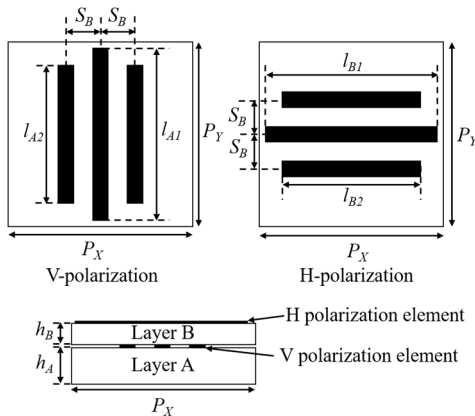 S_B S_B
l_A2
l_A1
P_Y
P_X
V-polarization
l_B1
S_B
S_B
P_Y
l_B2
P_X
H-polarization
h_B
Layer B
H polarization element
h_A
Layer A
V polarization element
P_X